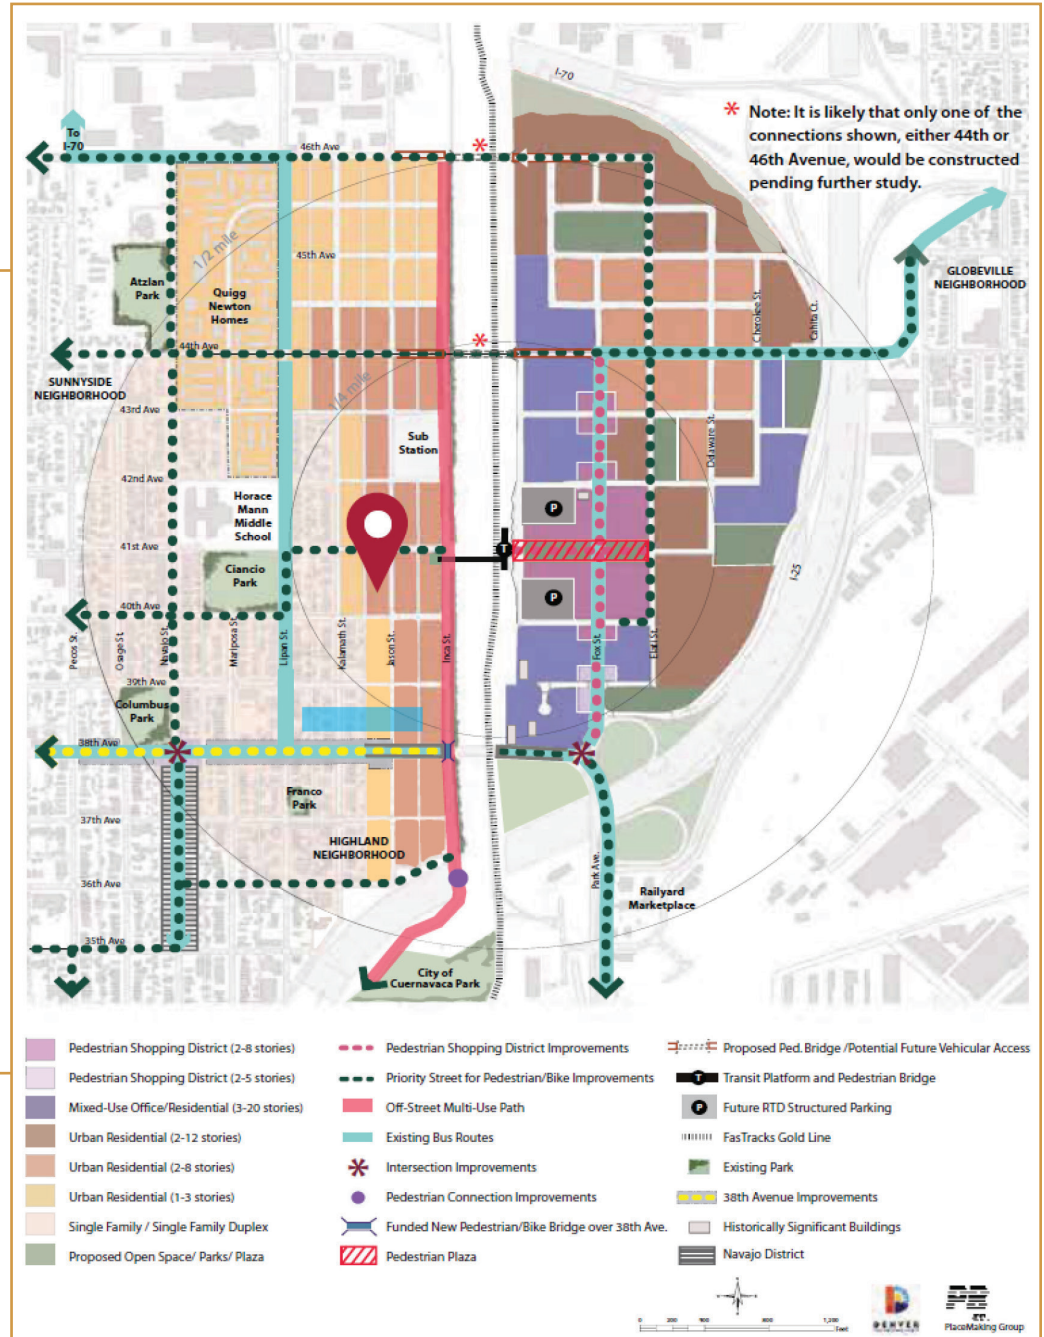 I-70
* Note: It is likely that only one of the
connections shown, either 44th or
46th Avenue, would be constructed
pending further study.
To
I-70
46th Ave
*
1/2 mile
45th Ave
GLOBEVILLE
NEIGHBORHOOD
Atzlan
Park
Quigg
Newton
Homes
Cherokee St.
Cahita Ct.
44th Ave
*
SUNNYSIDE
NEIGHBORHOOD
1/4 mile
43rd Ave
Sub
Station
Delaware St.
42nd Ave
Horace
Mann
Middle
School
P
41st Ave
T
Ciancio
Park
I-25
P
40th Ave
Pecos St.
Osage St.
Navajo St.
Mariposa St.
Lipan St.
Kalamath St.
Jason St.
Inca St.
Fox St.
Elati St.
39th Ave
Columbus
Park
38th Ave
Franco
Park
37th Ave
HIGHLAND
NEIGHBORHOOD
Park Ave.
36th Ave
Railyard
Marketplace
35th Ave
City of
Cuernavaca Park
Pedestrian Shopping District (2-8 stories)
Pedestrian Shopping District (2-5 stories)
Mixed-Use Office/Residential (3-20 stories)
Urban Residential (2-12 stories)
Urban Residential (2-8 stories)
Urban Residential (1-3 stories)
Single Family / Single Family Duplex
Proposed Open Space/ Parks/ Plaza
Pedestrian Shopping District Improvements
Priority Street for Pedestrian/Bike Improvements
Off-Street Multi-Use Path
Existing Bus Routes
Intersection Improvements
Pedestrian Connection Improvements
Funded New Pedestrian/Bike Bridge over 38th Ave.
Pedestrian Plaza
Proposed Ped. Bridge /Potential Future Vehicular Access
T Transit Platform and Pedestrian Bridge
P Future RTD Structured Parking
FasTracks Gold Line
Existing Park
38th Avenue Improvements
Historically Significant Buildings
Navajo District
0 200 400 800 1,200
Feet
DENVER
PlaceMaking Group